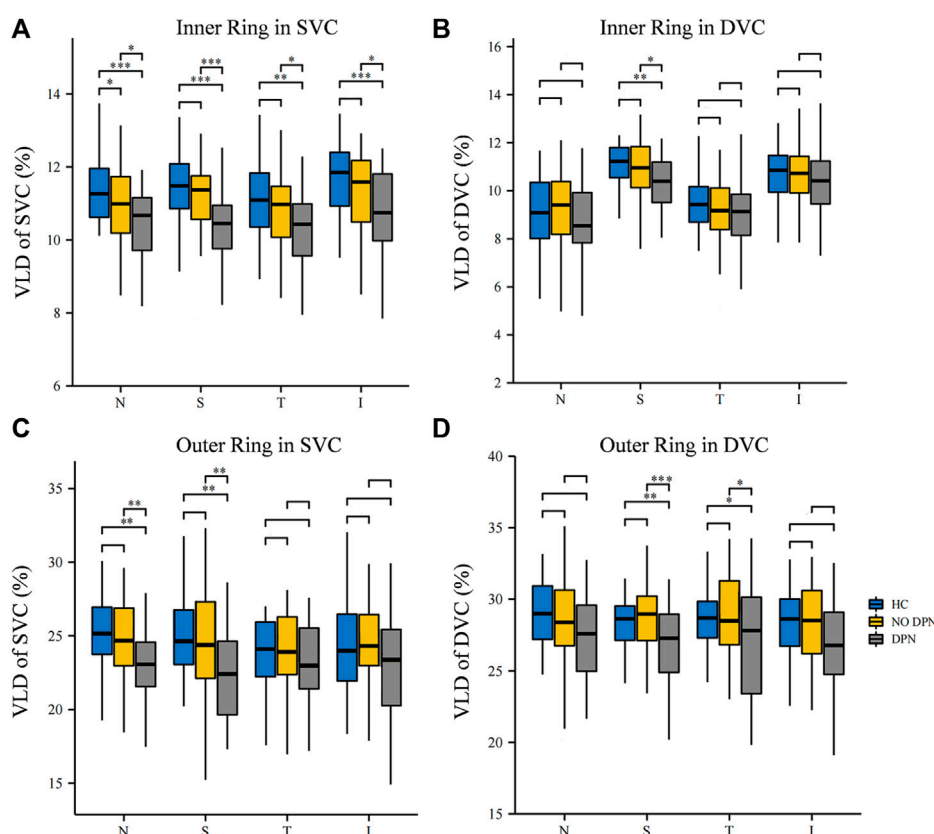 A
Inner Ring in SVC
VLD of SVC (%)
14
12
10
8
6
***
*
*
***
***
**
*
***
*
N
S
T
I
B
Inner Ring in DVC
VLD of DVC (%)
16
14
12
10
8
6
4
2
**
*
N
S
T
I
C
Outer Ring in SVC
VLD of SVC (%)
35
30
25
20
15
**
**
**
**
N
S
T
I
D
Outer Ring in DVC
VLD of DVC (%)
40
35
30
25
20
15
**
***
*
*
N
S
T
I
HC
NO DPN
DPN